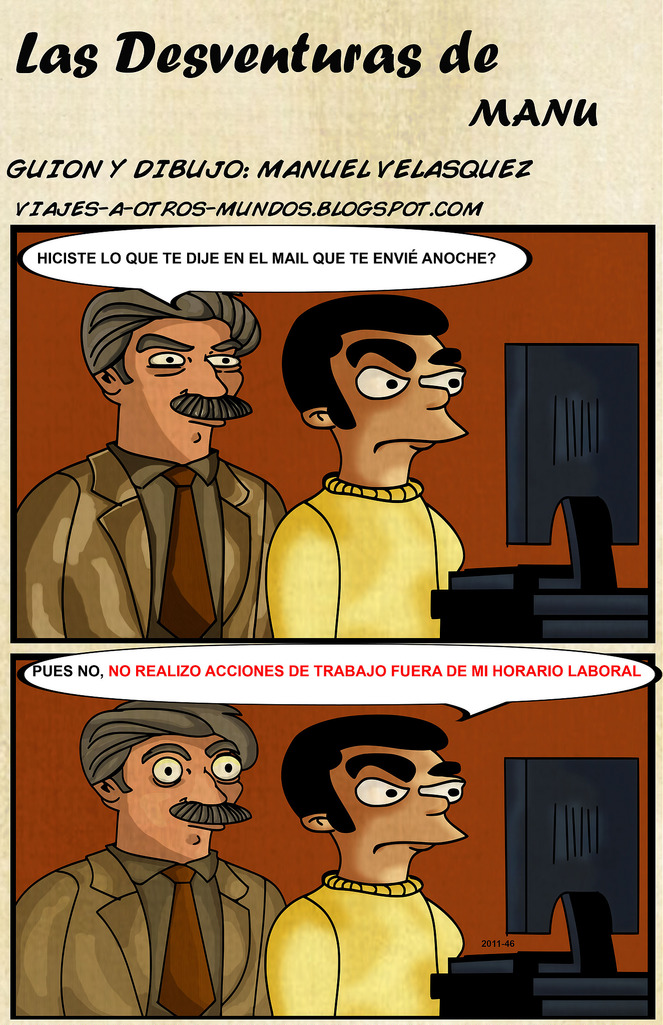 Las Desventuras de
MANU
GUION Y DIBUJO: MANUEL VELASQUEZ
VIAJES-A-OTROS-MUNDOS.BLOGSPOT.COM
HICISTE LO QUE TE DIJE EN EL MAIL QUE TE ENVIÉ ANOCHE?
PUES NO, NO REALIZO ACCIONES DE TRABAJO FUERA DE MI HORARIO LABORAL
2011-46